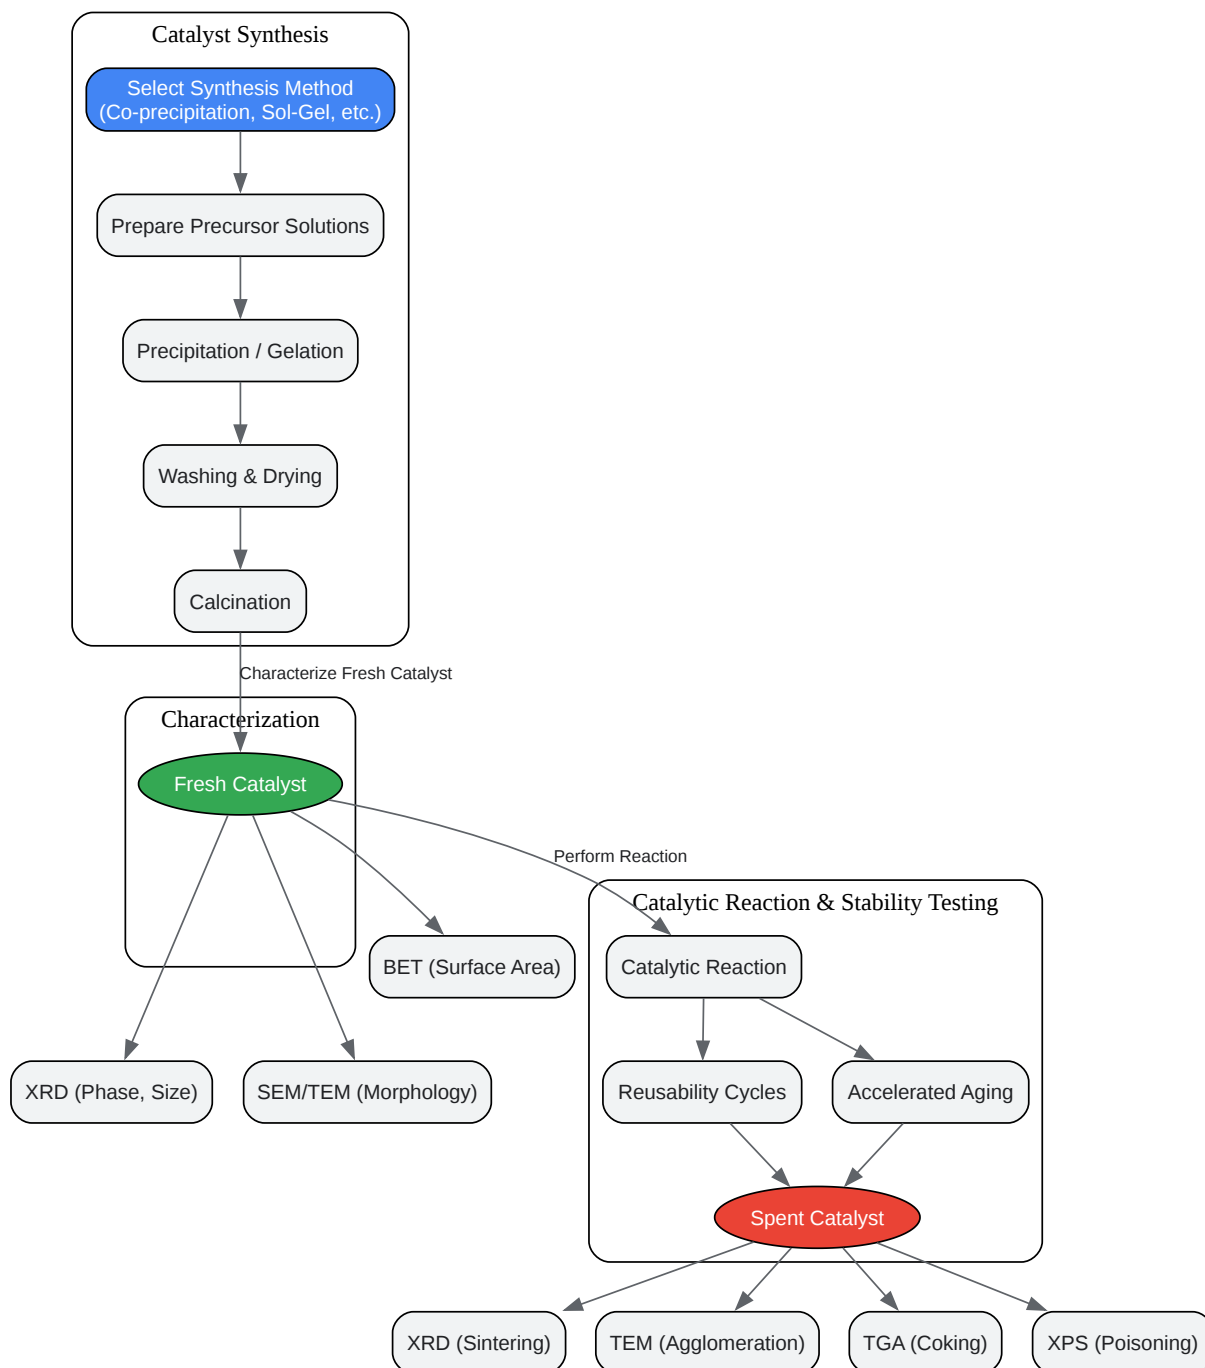 Catalyst Synthesis
Select Synthesis Method
(Co-precipitation, Sol-Gel, etc.)
Prepare Precursor Solutions
Precipitation / Gelation
Washing & Drying
Calcination
Characterize Fresh Catalyst
Characterization
Fresh Catalyst
Perform Reaction
Catalytic Reaction & Stability Testing
BET (Surface Area)
Catalytic Reaction
XRD (Phase, Size)
SEM/TEM (Morphology)
Reusability Cycles
Accelerated Aging
Spent Catalyst
XRD (Sintering)
TEM (Agglomeration)
TGA (Coking)
XPS (Poisoning)